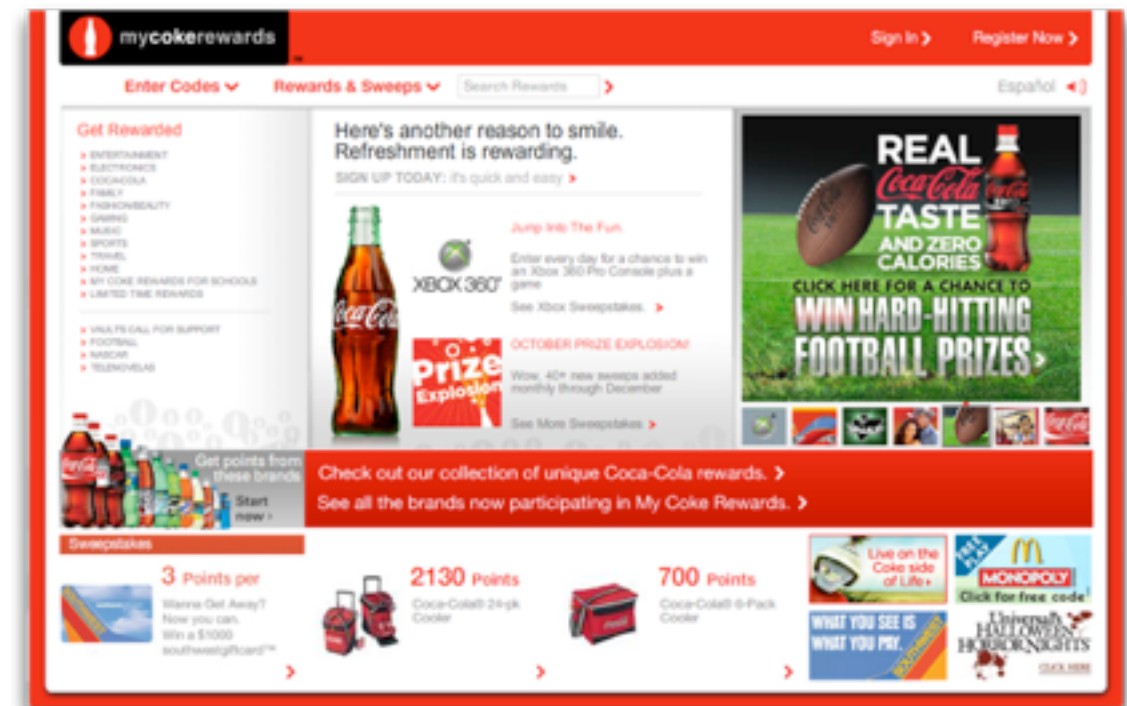 mycokerewards
Sign In
Register Now
Enter Codes
Rewards & Sweeps
Search Rewards
Español
Get Rewarded
ENTERTAINMENT
ELECTRONICS
COCA-COLA
FAMILY
FASHION/BEAUTY
GAMING
MUSIC
SPORTS
TRAVEL
HOME
MY COKE REWARDS FOR SCHOOLS
LIMITED TIME REWARDS
VAULT'S CALL FOR SUPPORT
FOOTBALL
NASCAR
TELENOVELAS
Here's another reason to smile.
Refreshment is rewarding.
SIGN UP TODAY: it's quick and easy
Coca-Cola
XBOX 360
Jump Into The Fun.
Enter every day for a chance to win
an Xbox 360 Pro Console plus a
game
See Xbox Sweepstakes.
Prize
Explosion
OCTOBER PRIZE EXPLOSION!
Wow. 40+ new sweeps added
monthly through December
See More Sweepstakes
REAL
Coca-Cola
TASTE
AND ZERO
CALORIES
CLICK HERE FOR A CHANCE TO
WIN HARD-HITTING
FOOTBALL PRIZES
Get points from
these brands
Start
now
Check out our collection of unique Coca-Cola rewards.
See all the brands now participating in My Coke Rewards.
Sweepstakes
3 Points per
Wanna Get Away?
Now you can.
Win a $1000
southwestgiftcard™
2130 Points
Coca-Cola® 24-pk
Cooler
700 Points
Coca-Cola® 6-Pack
Cooler
Live on the
Coke side
of Life
FREE
PLAY
MONOPOLY
Click for free code
WHAT YOU SEE IS
WHAT YOU PAY.
SOUTHWEST
Universal's
HALLOWEEN
HORROR NIGHTS
CLICK HERE